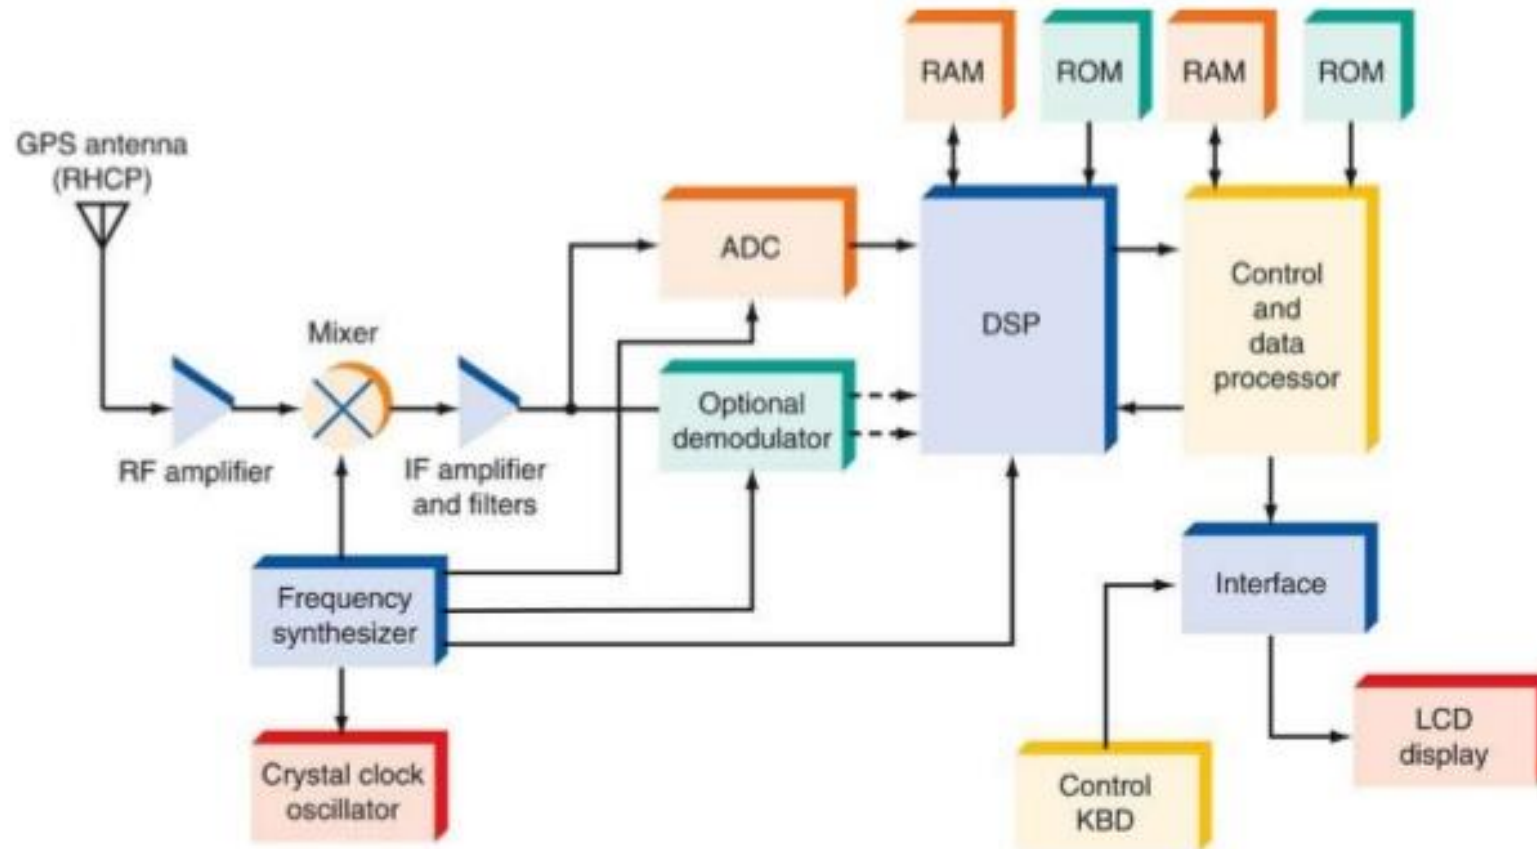 RAM
ROM
RAM
ROM
GPS antenna
(RHCP)
ADC
DSP
Control
and
data
processor
Mixer
Optional
demodulator
RF amplifier
IF amplifier
and filters
Frequency
synthesizer
Interface
Crystal clock
oscillator
Control
KBD
LCD
display